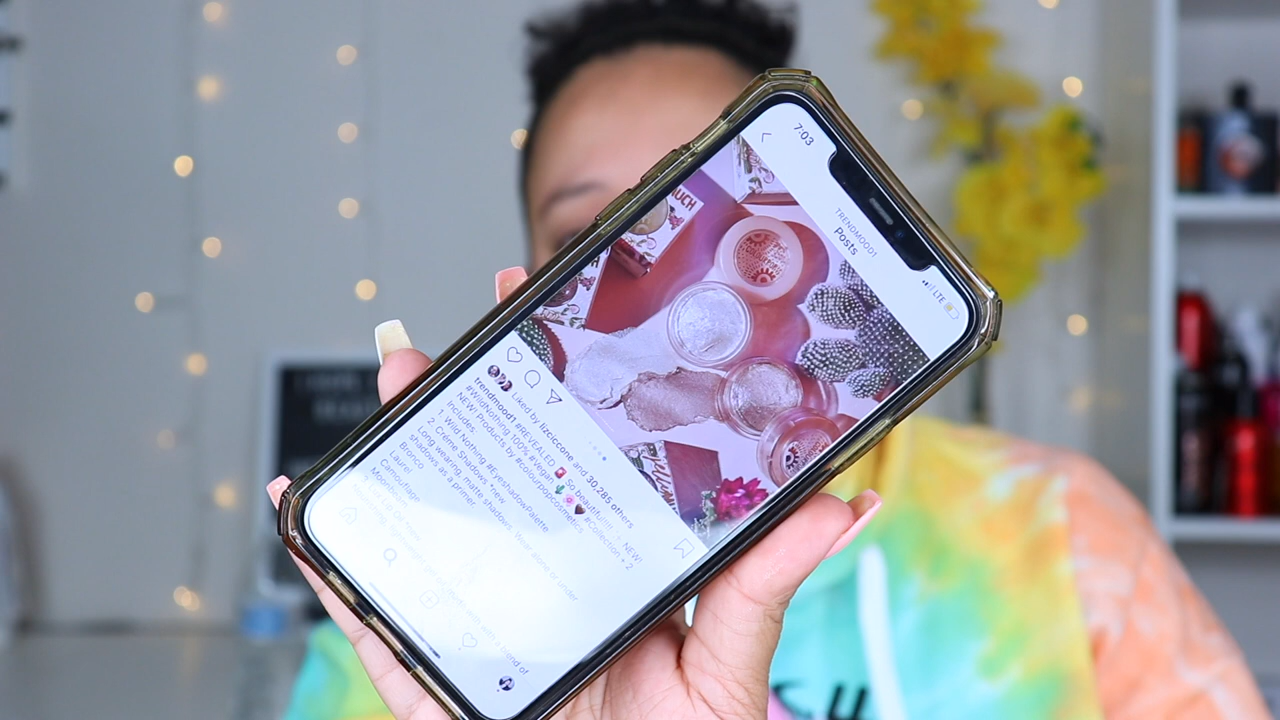 7:03
LTE
TRENDMOOD1
Posts
Liked by lizciccone and 30,285 others
trendmood1 #REVEALED 🚨 So beautiful!!! NEW!
#WildNothing 100% #Vegan #Collection + 2
NEW! Products by #colourpopcosmetics
Includes
1. Wild Nothing #EyeshadowPalette
2. Crème Shadows *new
Long wearing, matte shadows. Wear alone or under
shadows as a primer.
Bronco
Laurel
Camouflage